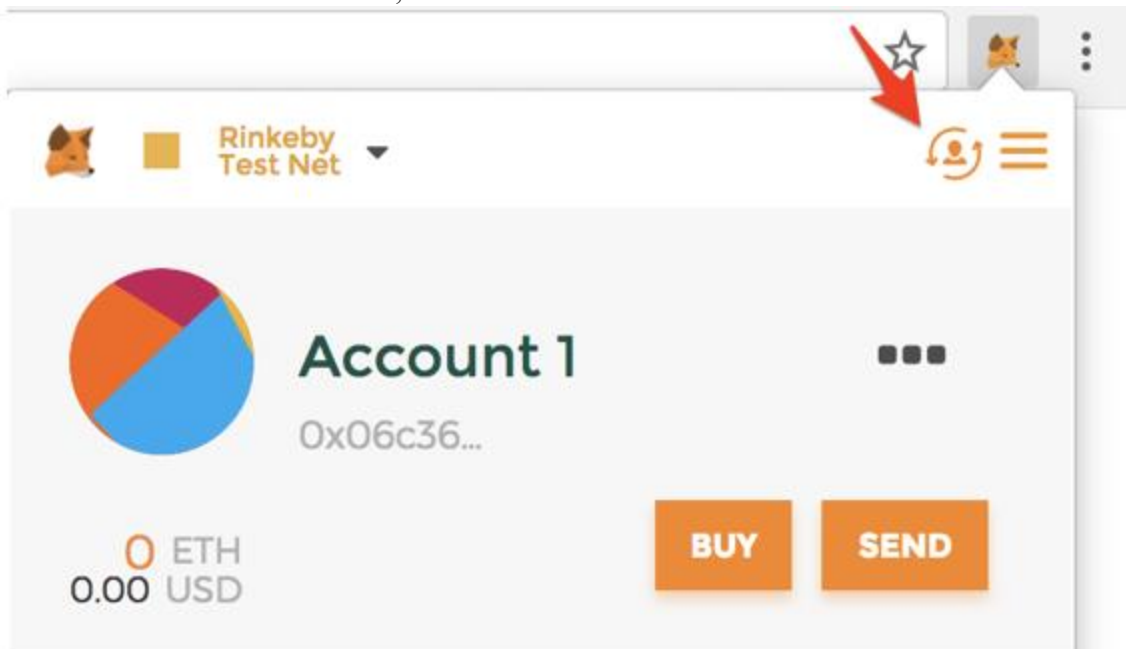 Rinkeby
Test Net
Account 1
0x06c36...
0 ETH
0.00 USD
BUY
SEND